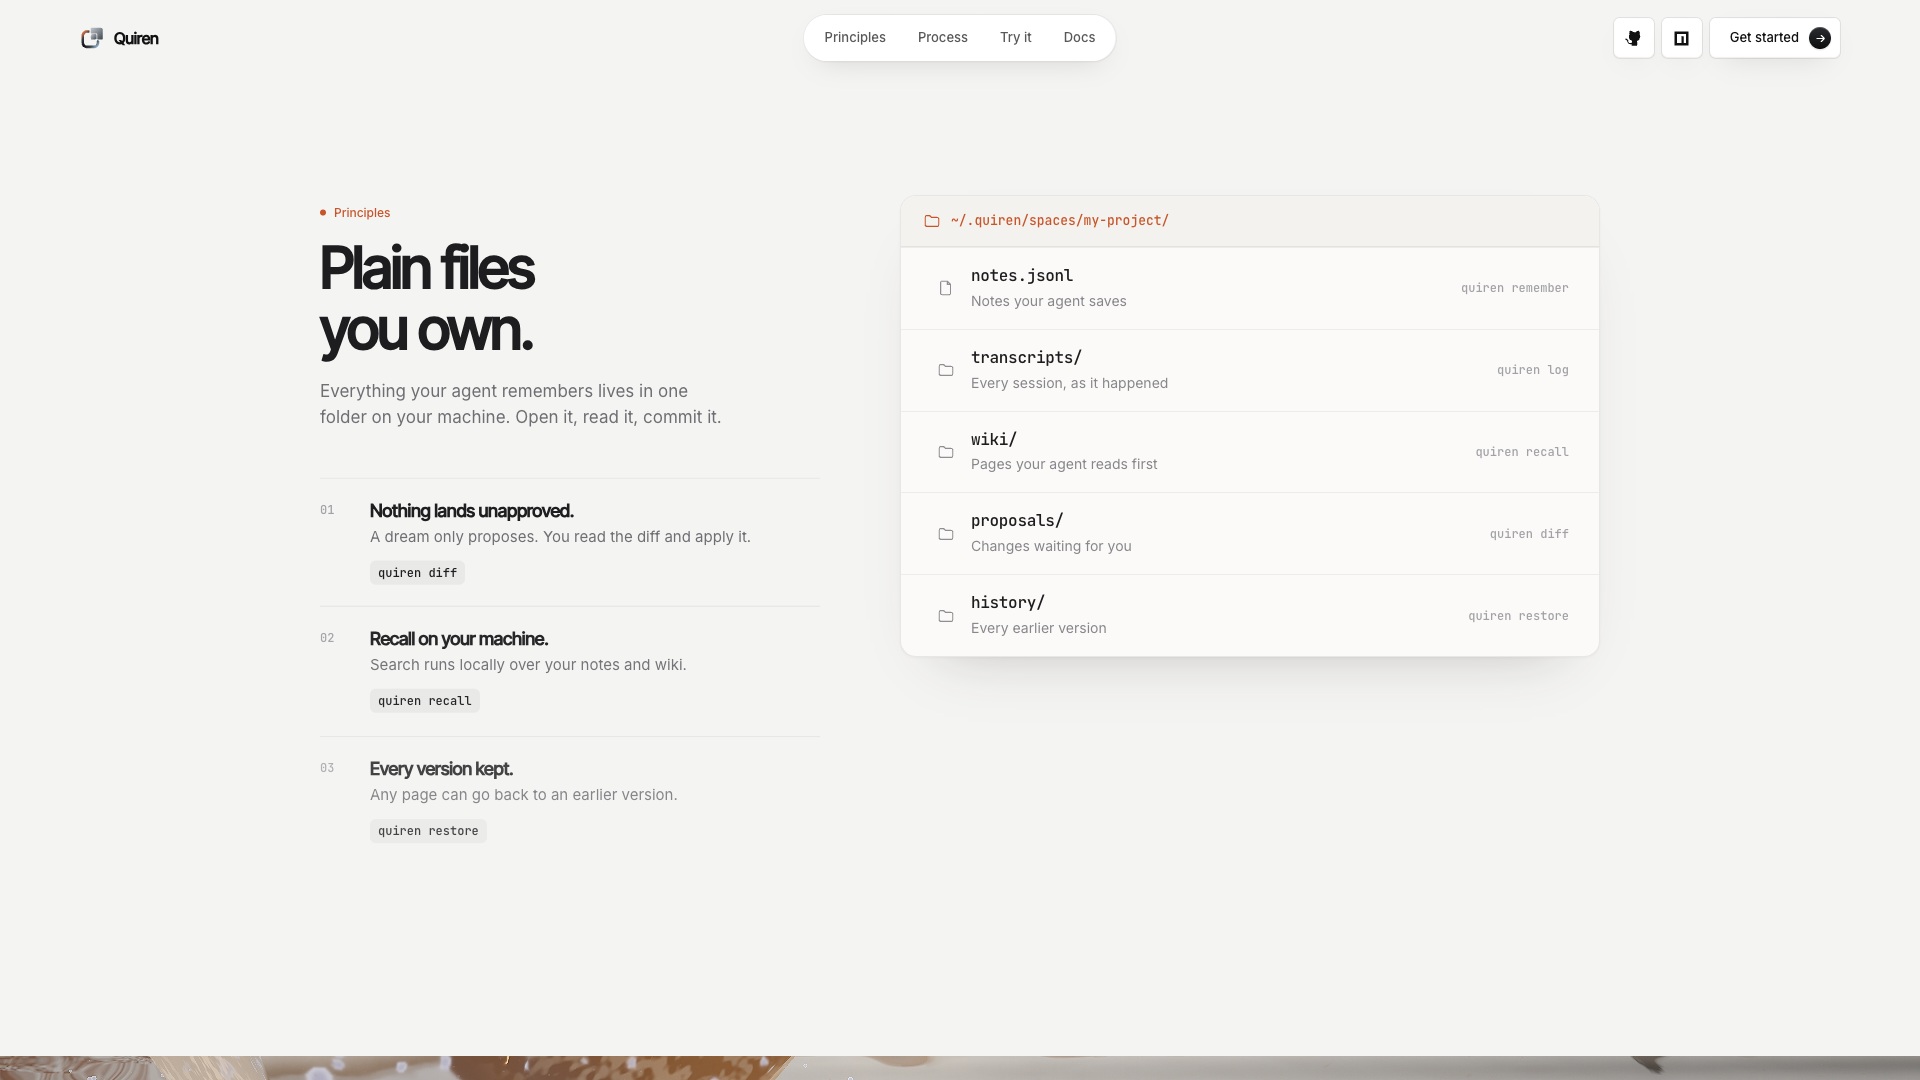 Quiren
Principles
Process
Try it
Docs
Get started
Principles
Plain files
you own.
Everything your agent remembers lives in one
folder on your machine. Open it, read it, commit it.
01
Nothing lands unapproved.
A dream only proposes. You read the diff and apply it.
quiren diff
02
Recall on your machine.
Search runs locally over your notes and wiki.
quiren recall
03
Every version kept.
Any page can go back to an earlier version.
quiren restore
~/.quiren/spaces/my-project/
notes.jsonl
Notes your agent saves
quiren remember
transcripts/
Every session, as it happened
quiren log
wiki/
Pages your agent reads first
quiren recall
proposals/
Changes waiting for you
quiren diff
history/
Every earlier version
quiren restore